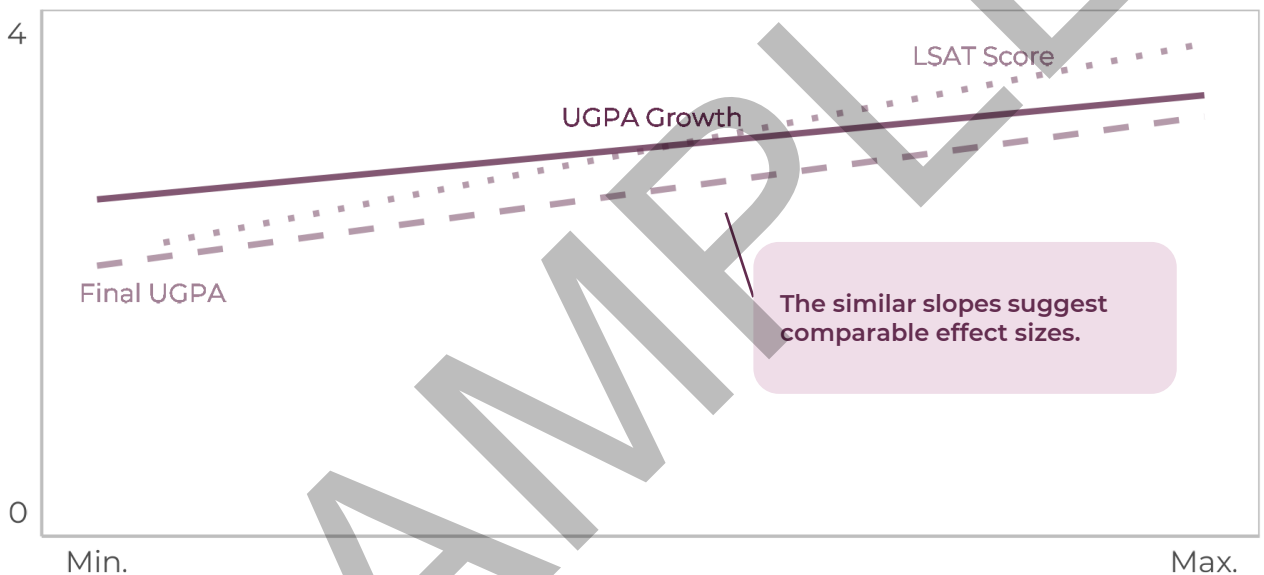 4
LSAT Score
UGPA Growth
Final UGPA
The similar slopes suggest
comparable effect sizes.
0
Min.
Max.
SAMPLE